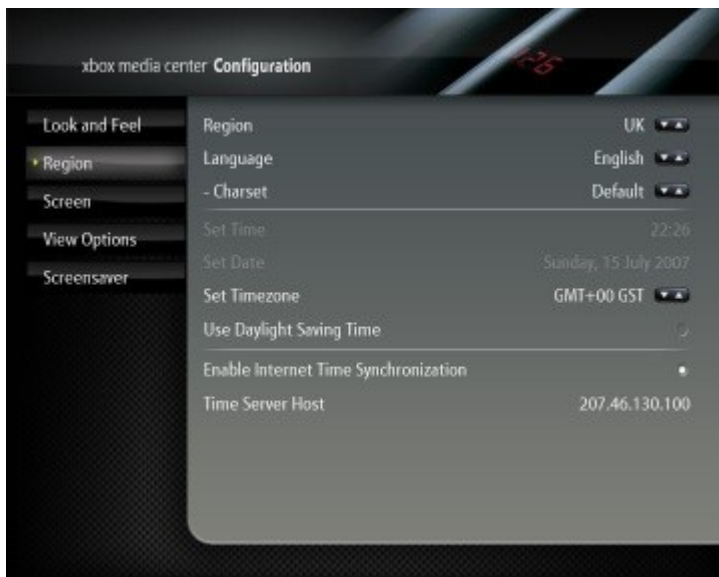 xbox media center Configuration
:26
Look and Feel
Region
Screen
View Options
Screensaver
Region UK
Language English
- Charset Default
Set Time 22:26
Set Date Sunday, 15 July 2007
Set Timezone GMT+00 GST
Use Daylight Saving Time
Enable Internet Time Synchronization
Time Server Host 207.46.130.100